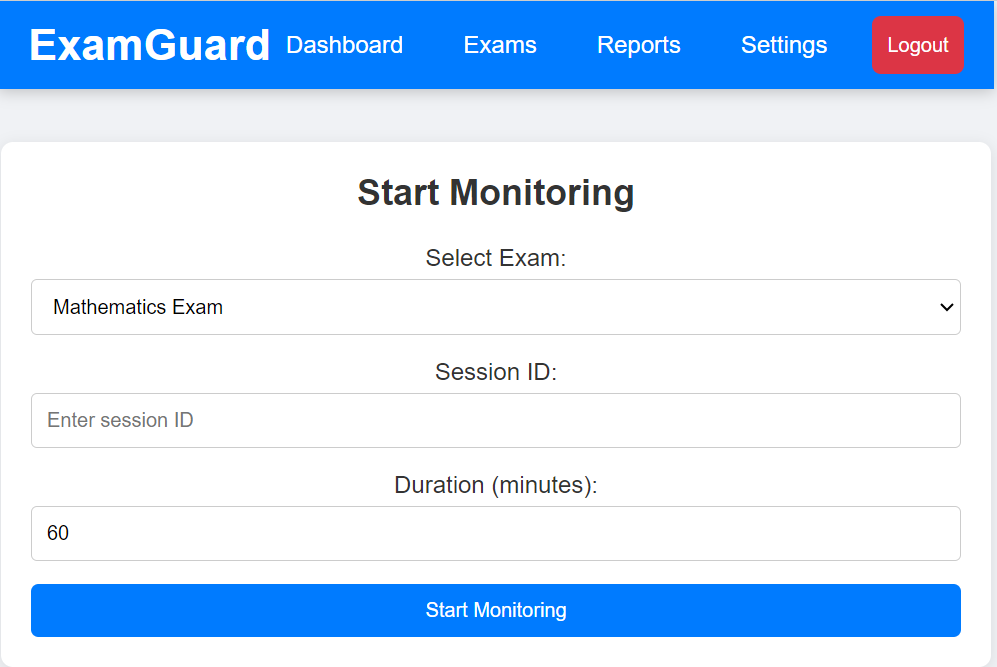 ExamGuard Dashboard Exams Reports Settings Logout
Start Monitoring
Select Exam:
Mathematics Exam
Session ID:
Enter session ID
Duration (minutes):
60
Start Monitoring